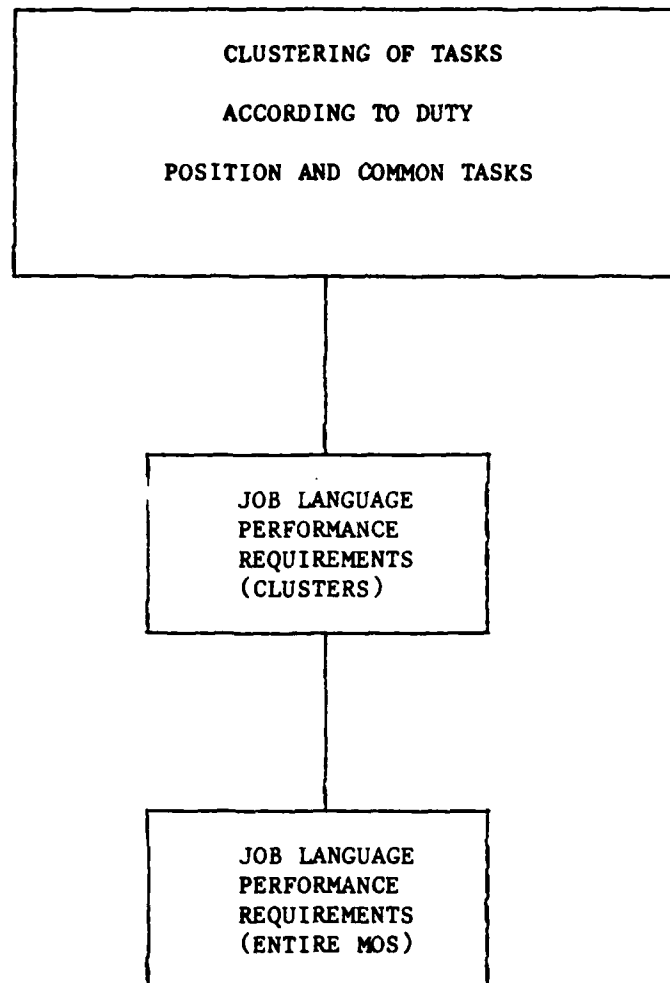 CLUSTERING OF TASKS
ACCORDING TO DUTY
POSITION AND COMMON TASKS
JOB LANGUAGE
PERFORMANCE
REQUIREMENTS
(CLUSTERS)
JOB LANGUAGE
PERFORMANCE
REQUIREMENTS
(ENTIRE MOS)